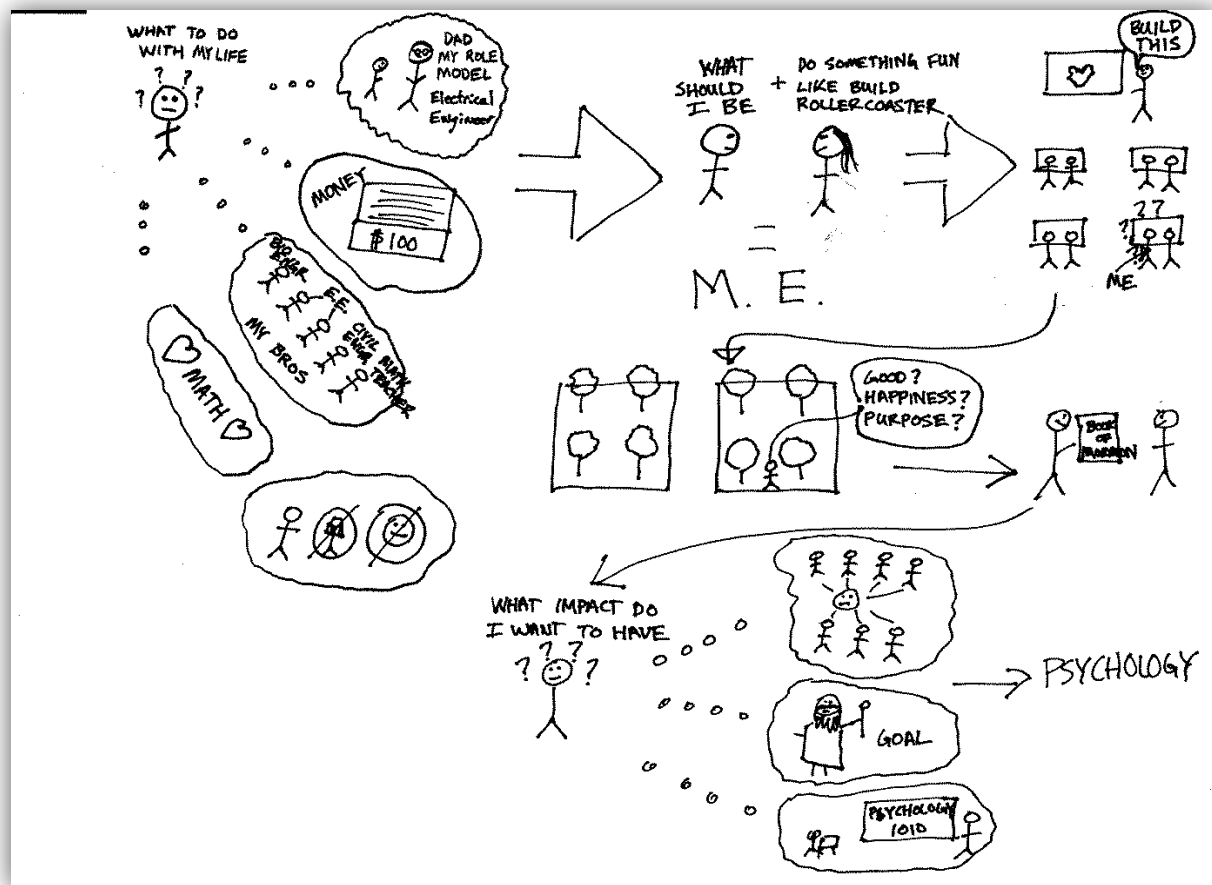 WHAT TO DO
WITH MY LIFE
? ? ? ? ?
DAD
MY ROLE
MODEL
Electrical
Engineer
MONEY
$100
BIO
ENGR
E.E.
CIVIL
ENGR
MATH
TEACHER
MY BROS
MATH
WHAT
SHOULD
I BE
+
DO SOMETHING FUN
LIKE BUILD
ROLLERCOASTER
=
M. E.
BUILD
THIS
? ?
?
??
ME
GOOD?
HAPPINESS?
PURPOSE?
BOOK
OF
MORMON
WHAT IMPACT DO
I WANT TO HAVE
? ? ? ? ?
GOAL
PSYCHOLOGY
1010
PSYCHOLOGY